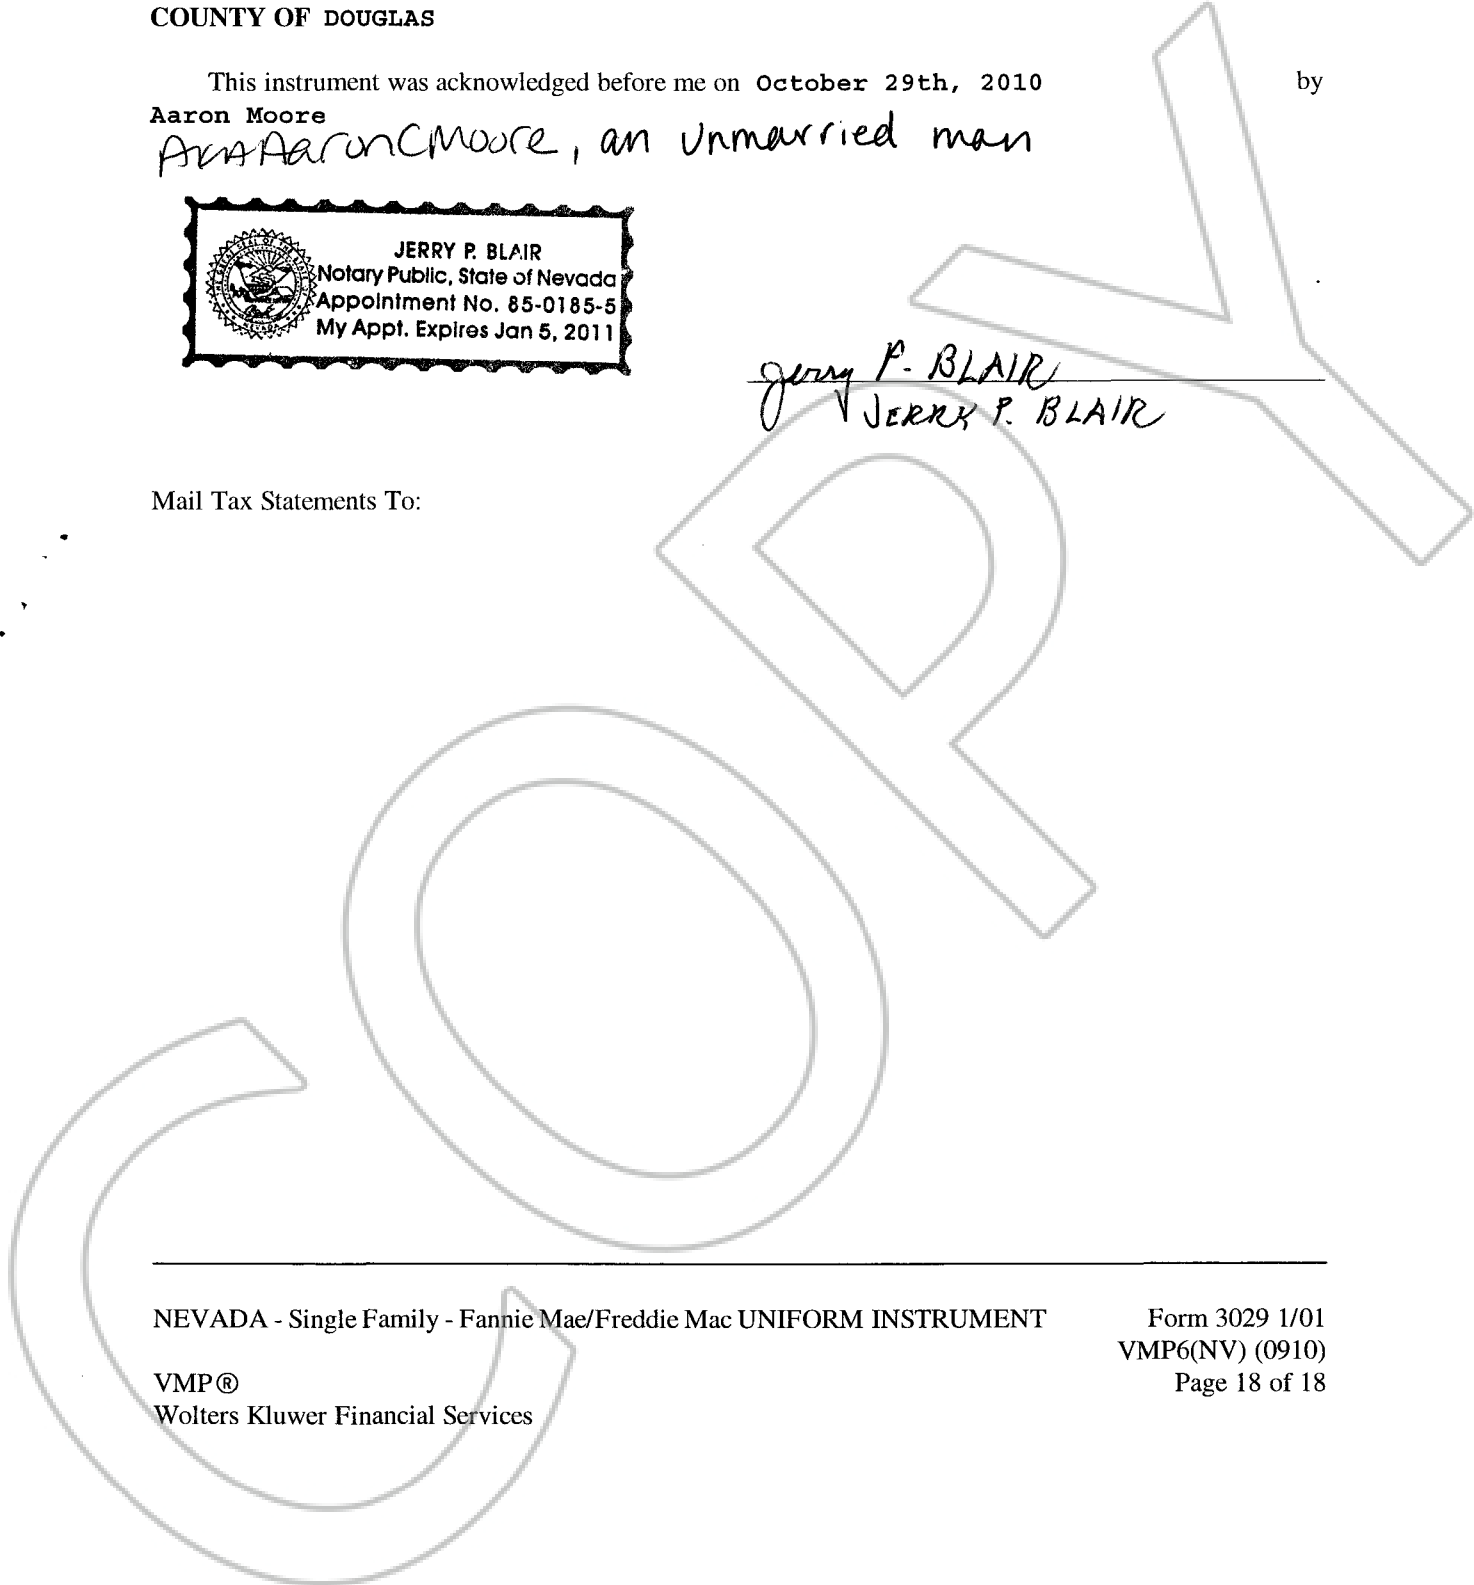 COUNTY OF DOUGLAS
This instrument was acknowledged before me on October 29th, 2010 by
Aaron Moore
AKA Aaron C Moore, an unmarried man
JERRY P. BLAIR
Notary Public, State of Nevada
Appointment No. 85-0185-5
My Appt. Expires Jan 5, 2011
Jerry P. BLAIR
JERRY P. BLAIR
Mail Tax Statements To:
COPY
NEVADA - Single Family - Fannie Mae/Freddie Mac UNIFORM INSTRUMENT Form 3029 1/01
VMP6(NV) (0910)
VMP® Page 18 of 18
Wolters Kluwer Financial Services